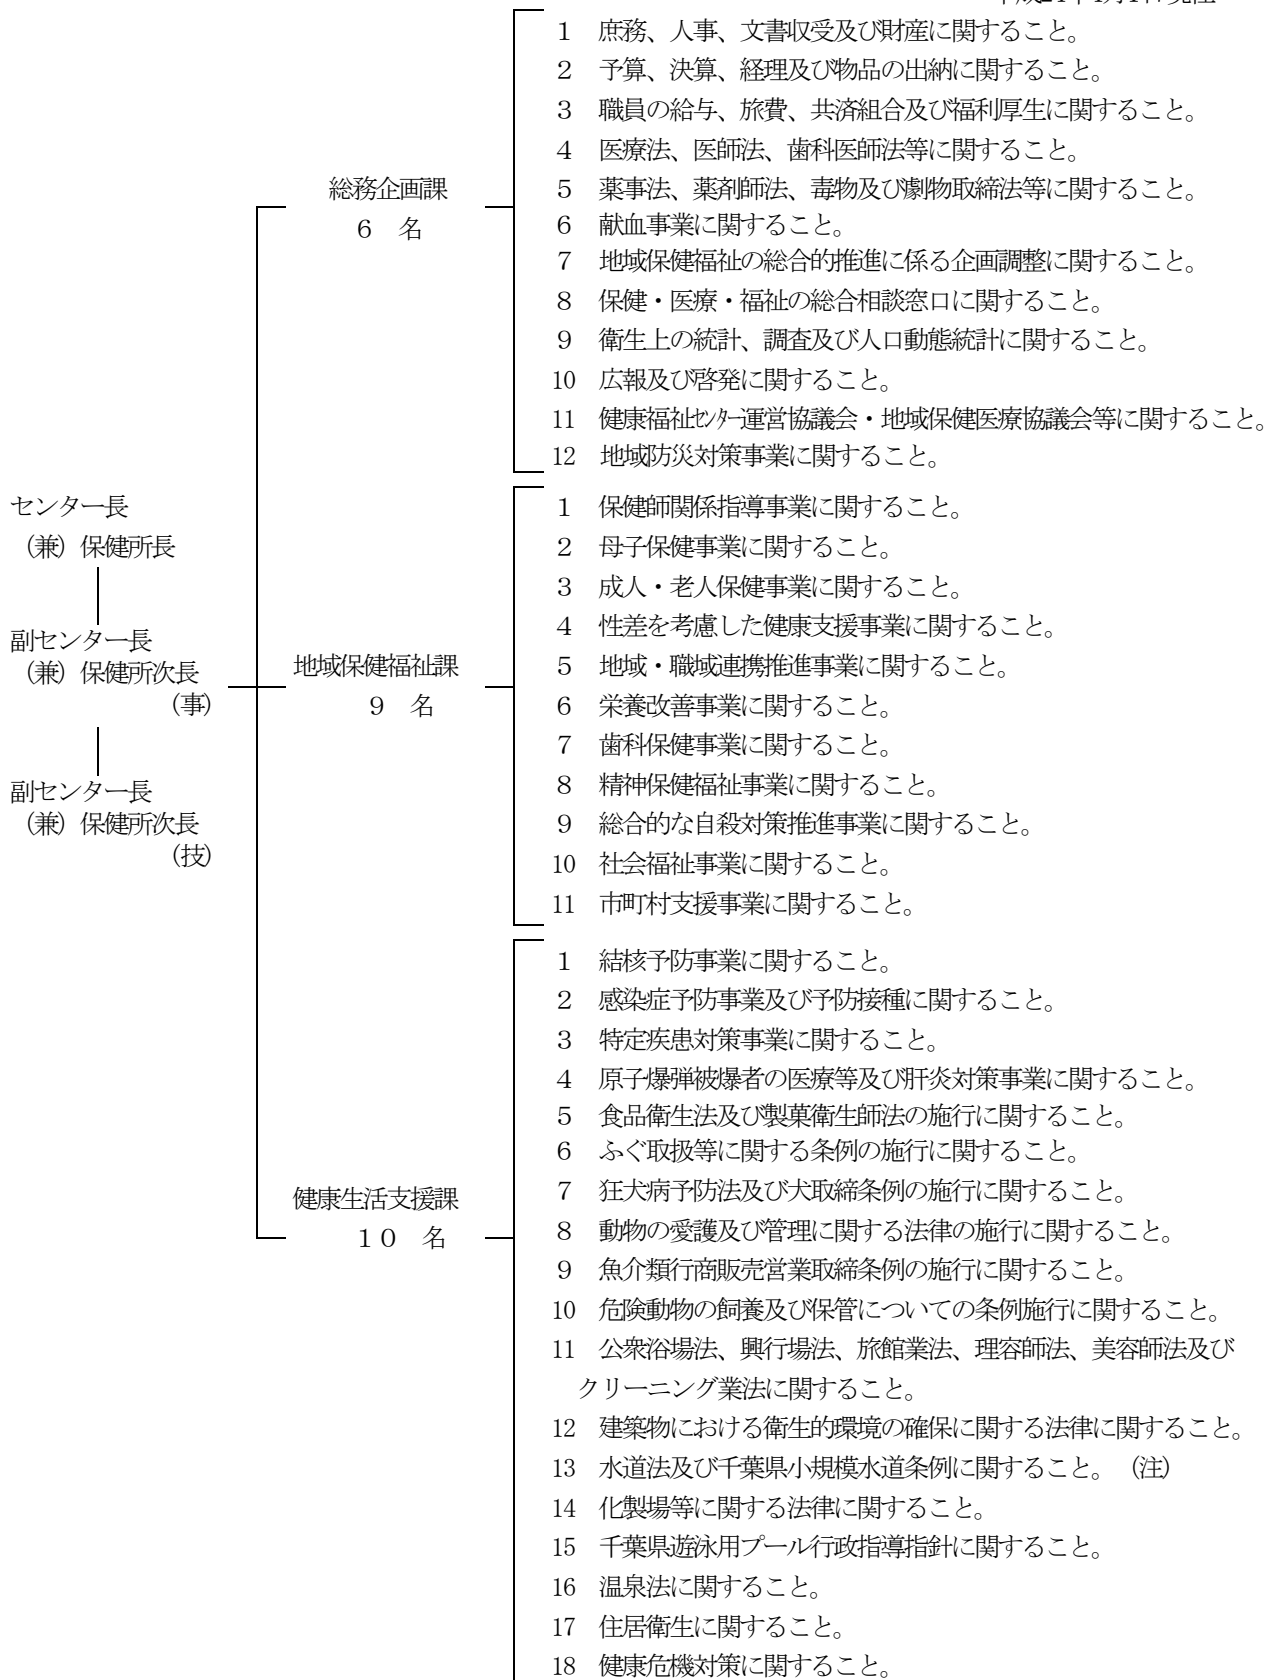 1 庶務、人事、文書収受及び財産に関すること。
2 予算、決算、経理及び物品の出納に関すること。
3 職員の給与、旅費、共済組合及び福利厚生に関すること。
4 医療法、医師法、歯科医師法等に関すること。
総務企画課
5 薬事法、薬剤師法、毒物及び劇物取締法等に関すること。
6 名
6 献血事業に関すること。
7 地域保健福祉の総合的推進に係る企画調整に関すること。
8 保健・医療・福祉の総合相談窓口に関すること。
9 衛生上の統計、調査及び人口動態統計に関すること。
10 広報及び啓発に関すること。
11 健康福祉センター運営協議会・地域保健医療協議会等に関すること。
12 地域防災対策事業に関すること。
センター長
（兼）保健所長
副センター長
（兼）保健所次長
（事）
副センター長
（兼）保健所次長
（技）
地域保健福祉課
9 名
1 保健師関係指導事業に関すること。
2 母子保健事業に関すること。
3 成人・老人保健事業に関すること。
4 性差を考慮した健康支援事業に関すること。
5 地域・職域連携推進事業に関すること。
6 栄養改善事業に関すること。
7 歯科保健事業に関すること。
8 精神保健福祉事業に関すること。
9 総合的な自殺対策推進事業に関すること。
10 社会福祉事業に関すること。
11 市町村支援事業に関すること。
健康生活支援課
10 名
1 結核予防事業に関すること。
2 感染症予防事業及び予防接種に関すること。
3 特定疾患対策事業に関すること。
4 原子爆弾被爆者の医療等及び肝炎対策事業に関すること。
5 食品衛生法及び製菓衛生師法の施行に関すること。
6 ふぐ取扱等に関する条例の施行に関すること。
7 狂犬病予防法及び犬取締条例の施行に関すること。
8 動物の愛護及び管理に関する法律の施行に関すること。
9 魚介類行商販売営業取締条例の施行に関すること。
10 危険動物の飼養及び保管についての条例施行に関すること。
11 公衆浴場法、興行場法、旅館業法、理容師法、美容師法及び
クリーニング業法に関すること。
12 建築物における衛生的環境の確保に関する法律に関すること。
13 水道法及び千葉県小規模水道条例に関すること。（注）
14 化製場等に関する法律に関すること。
15 千葉県遊泳用プール行政指導指針に関すること。
16 温泉法に関すること。
17 住居衛生に関すること。
18 健康危機対策に関すること。